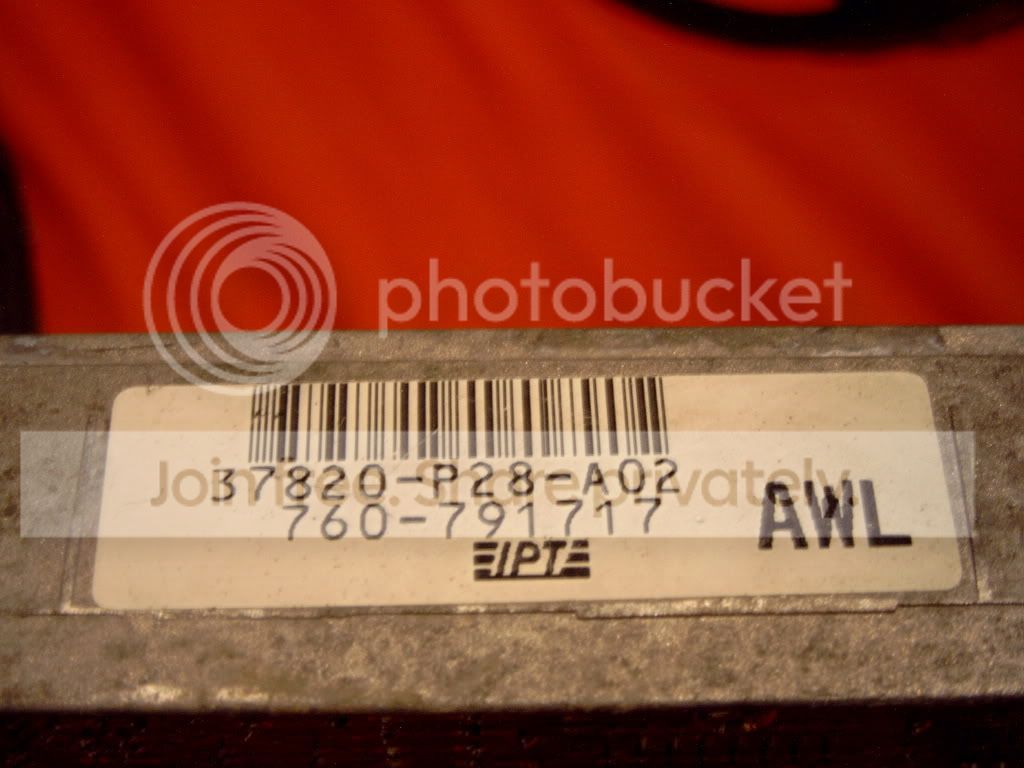 photobucket
37820-P28-A02
Join free. Share privately
760-791717
AWL
IPT